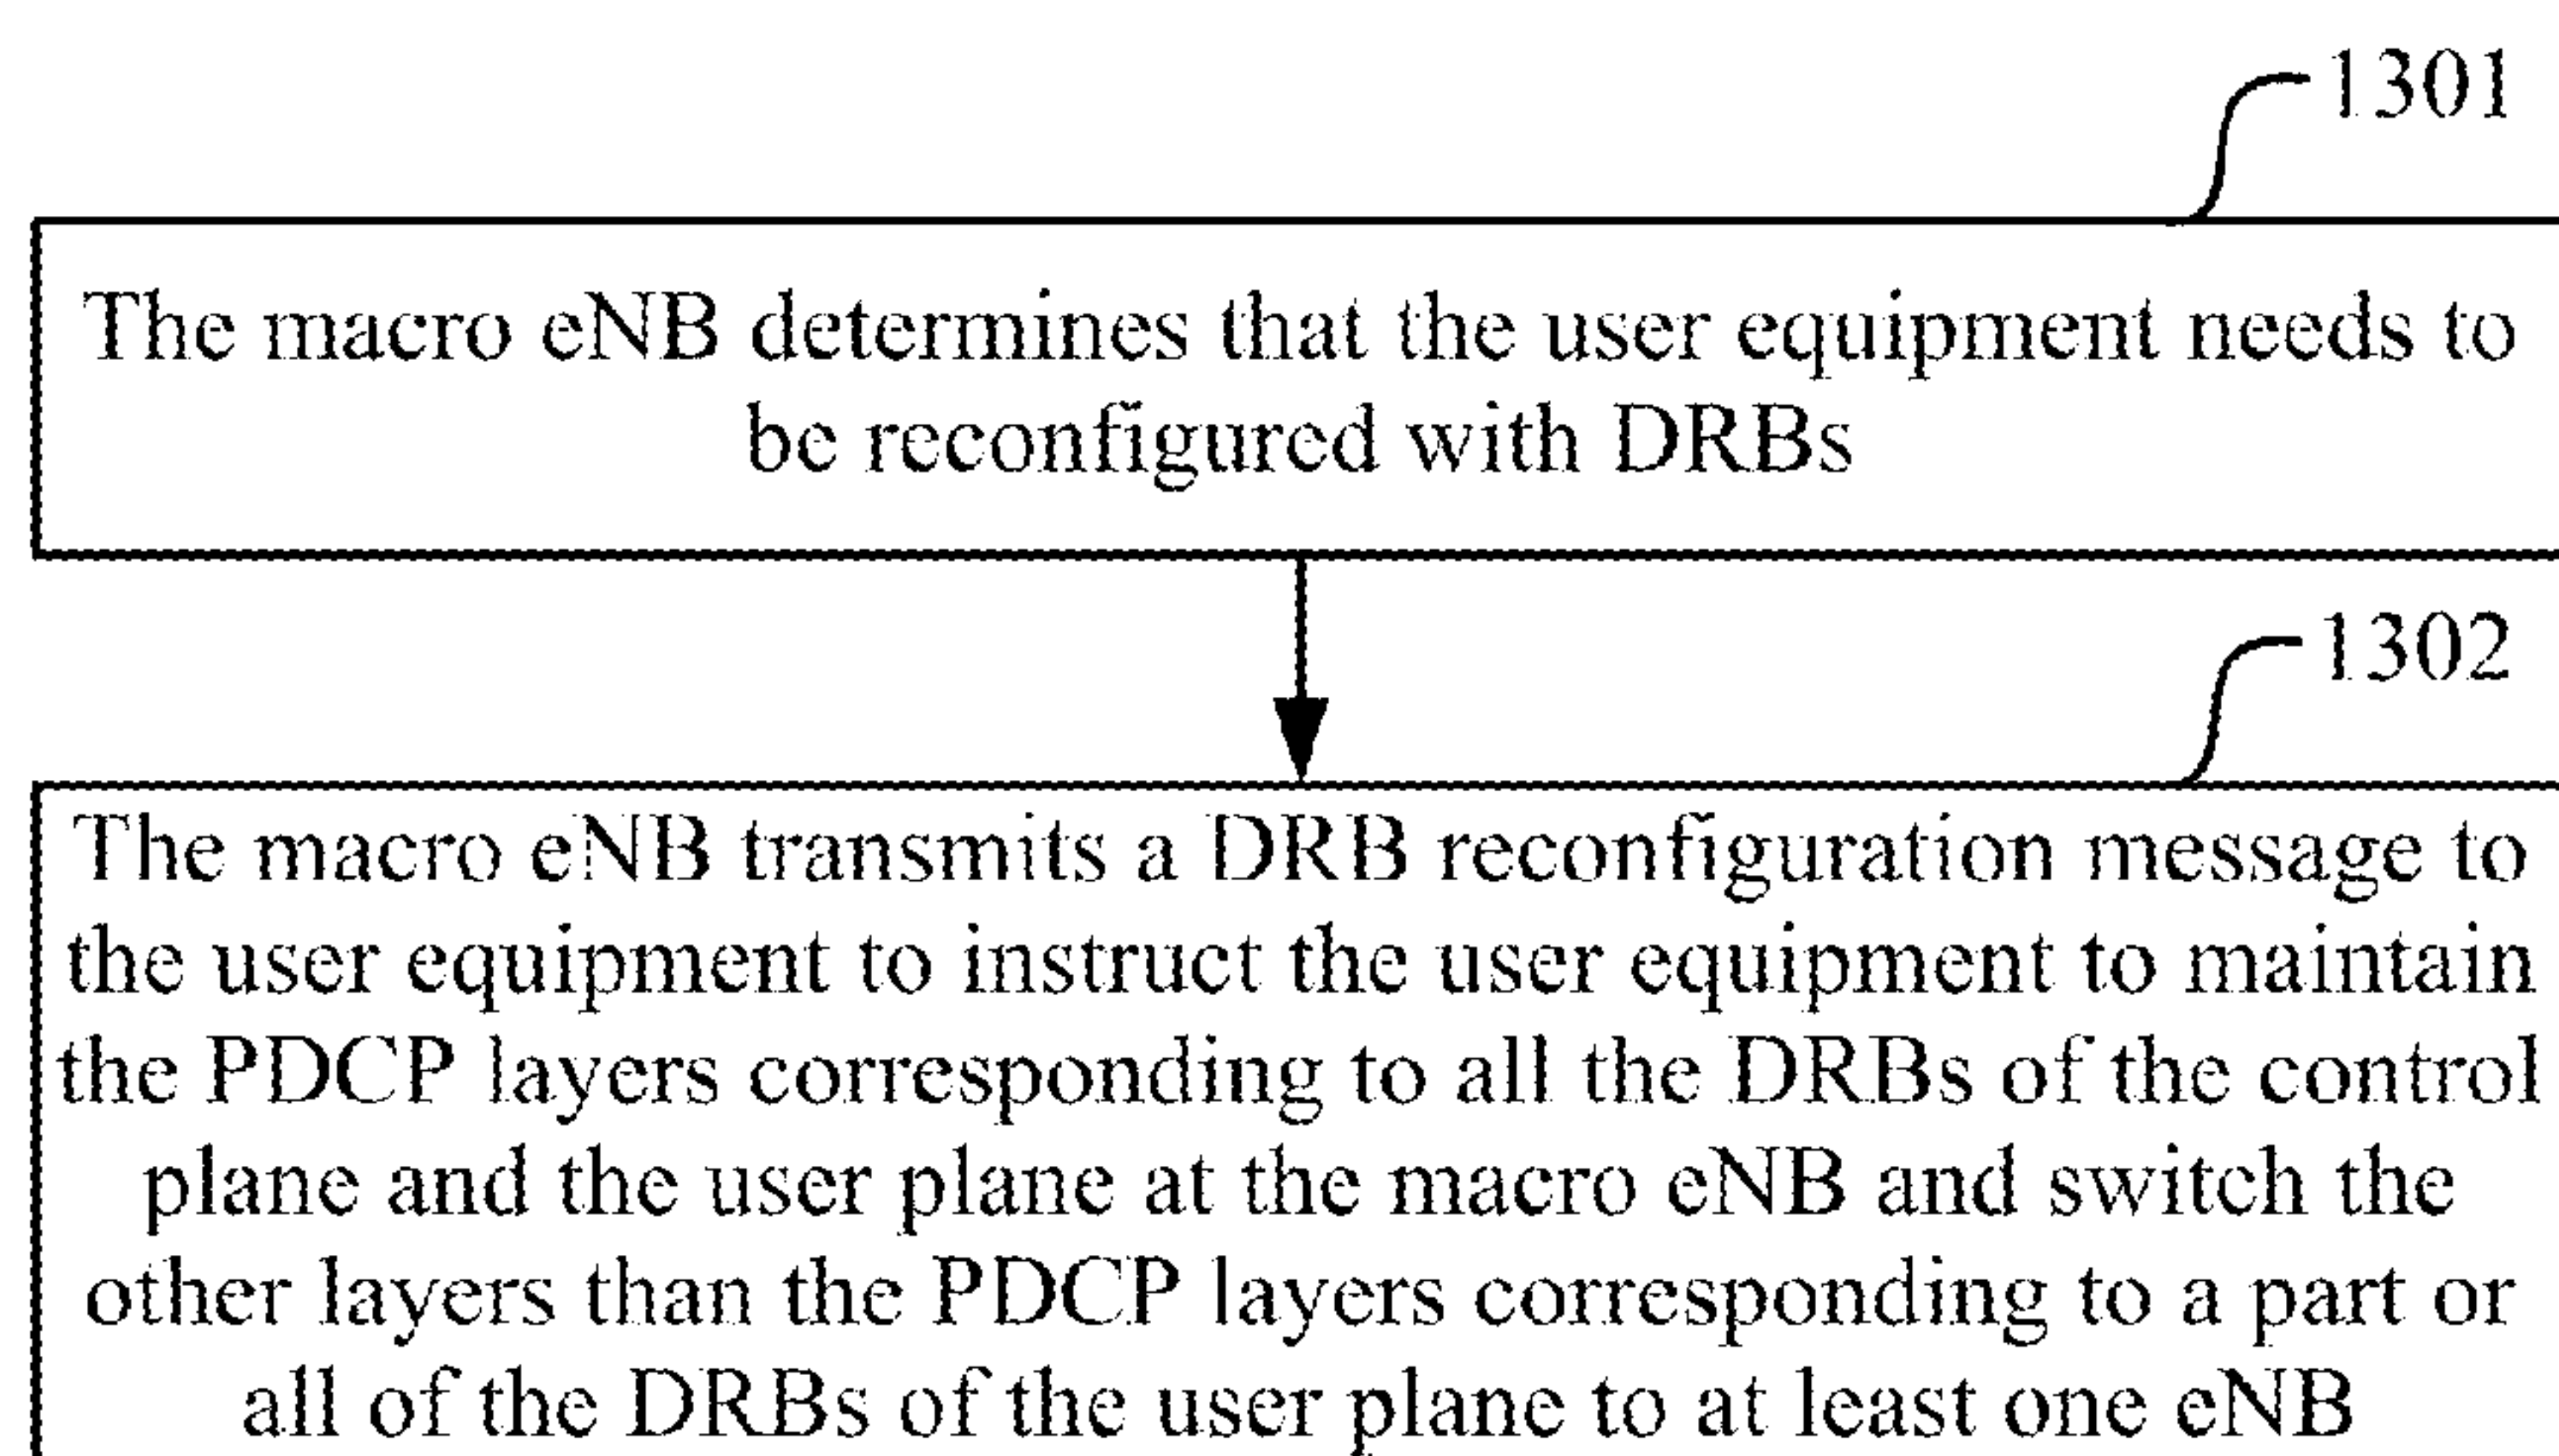 1301
The macro eNB determines that the user equipment needs to
be reconfigured with DRBs
1302
The macro eNB transmits a DRB reconfiguration message to
the user equipment to instruct the user equipment to maintain
the PDCP layers corresponding to all the DRBs of the control
plane and the user plane at the macro eNB and switch the
other layers than the PDCP layers corresponding to a part or
all of the DRBs of the user plane to at least one eNB